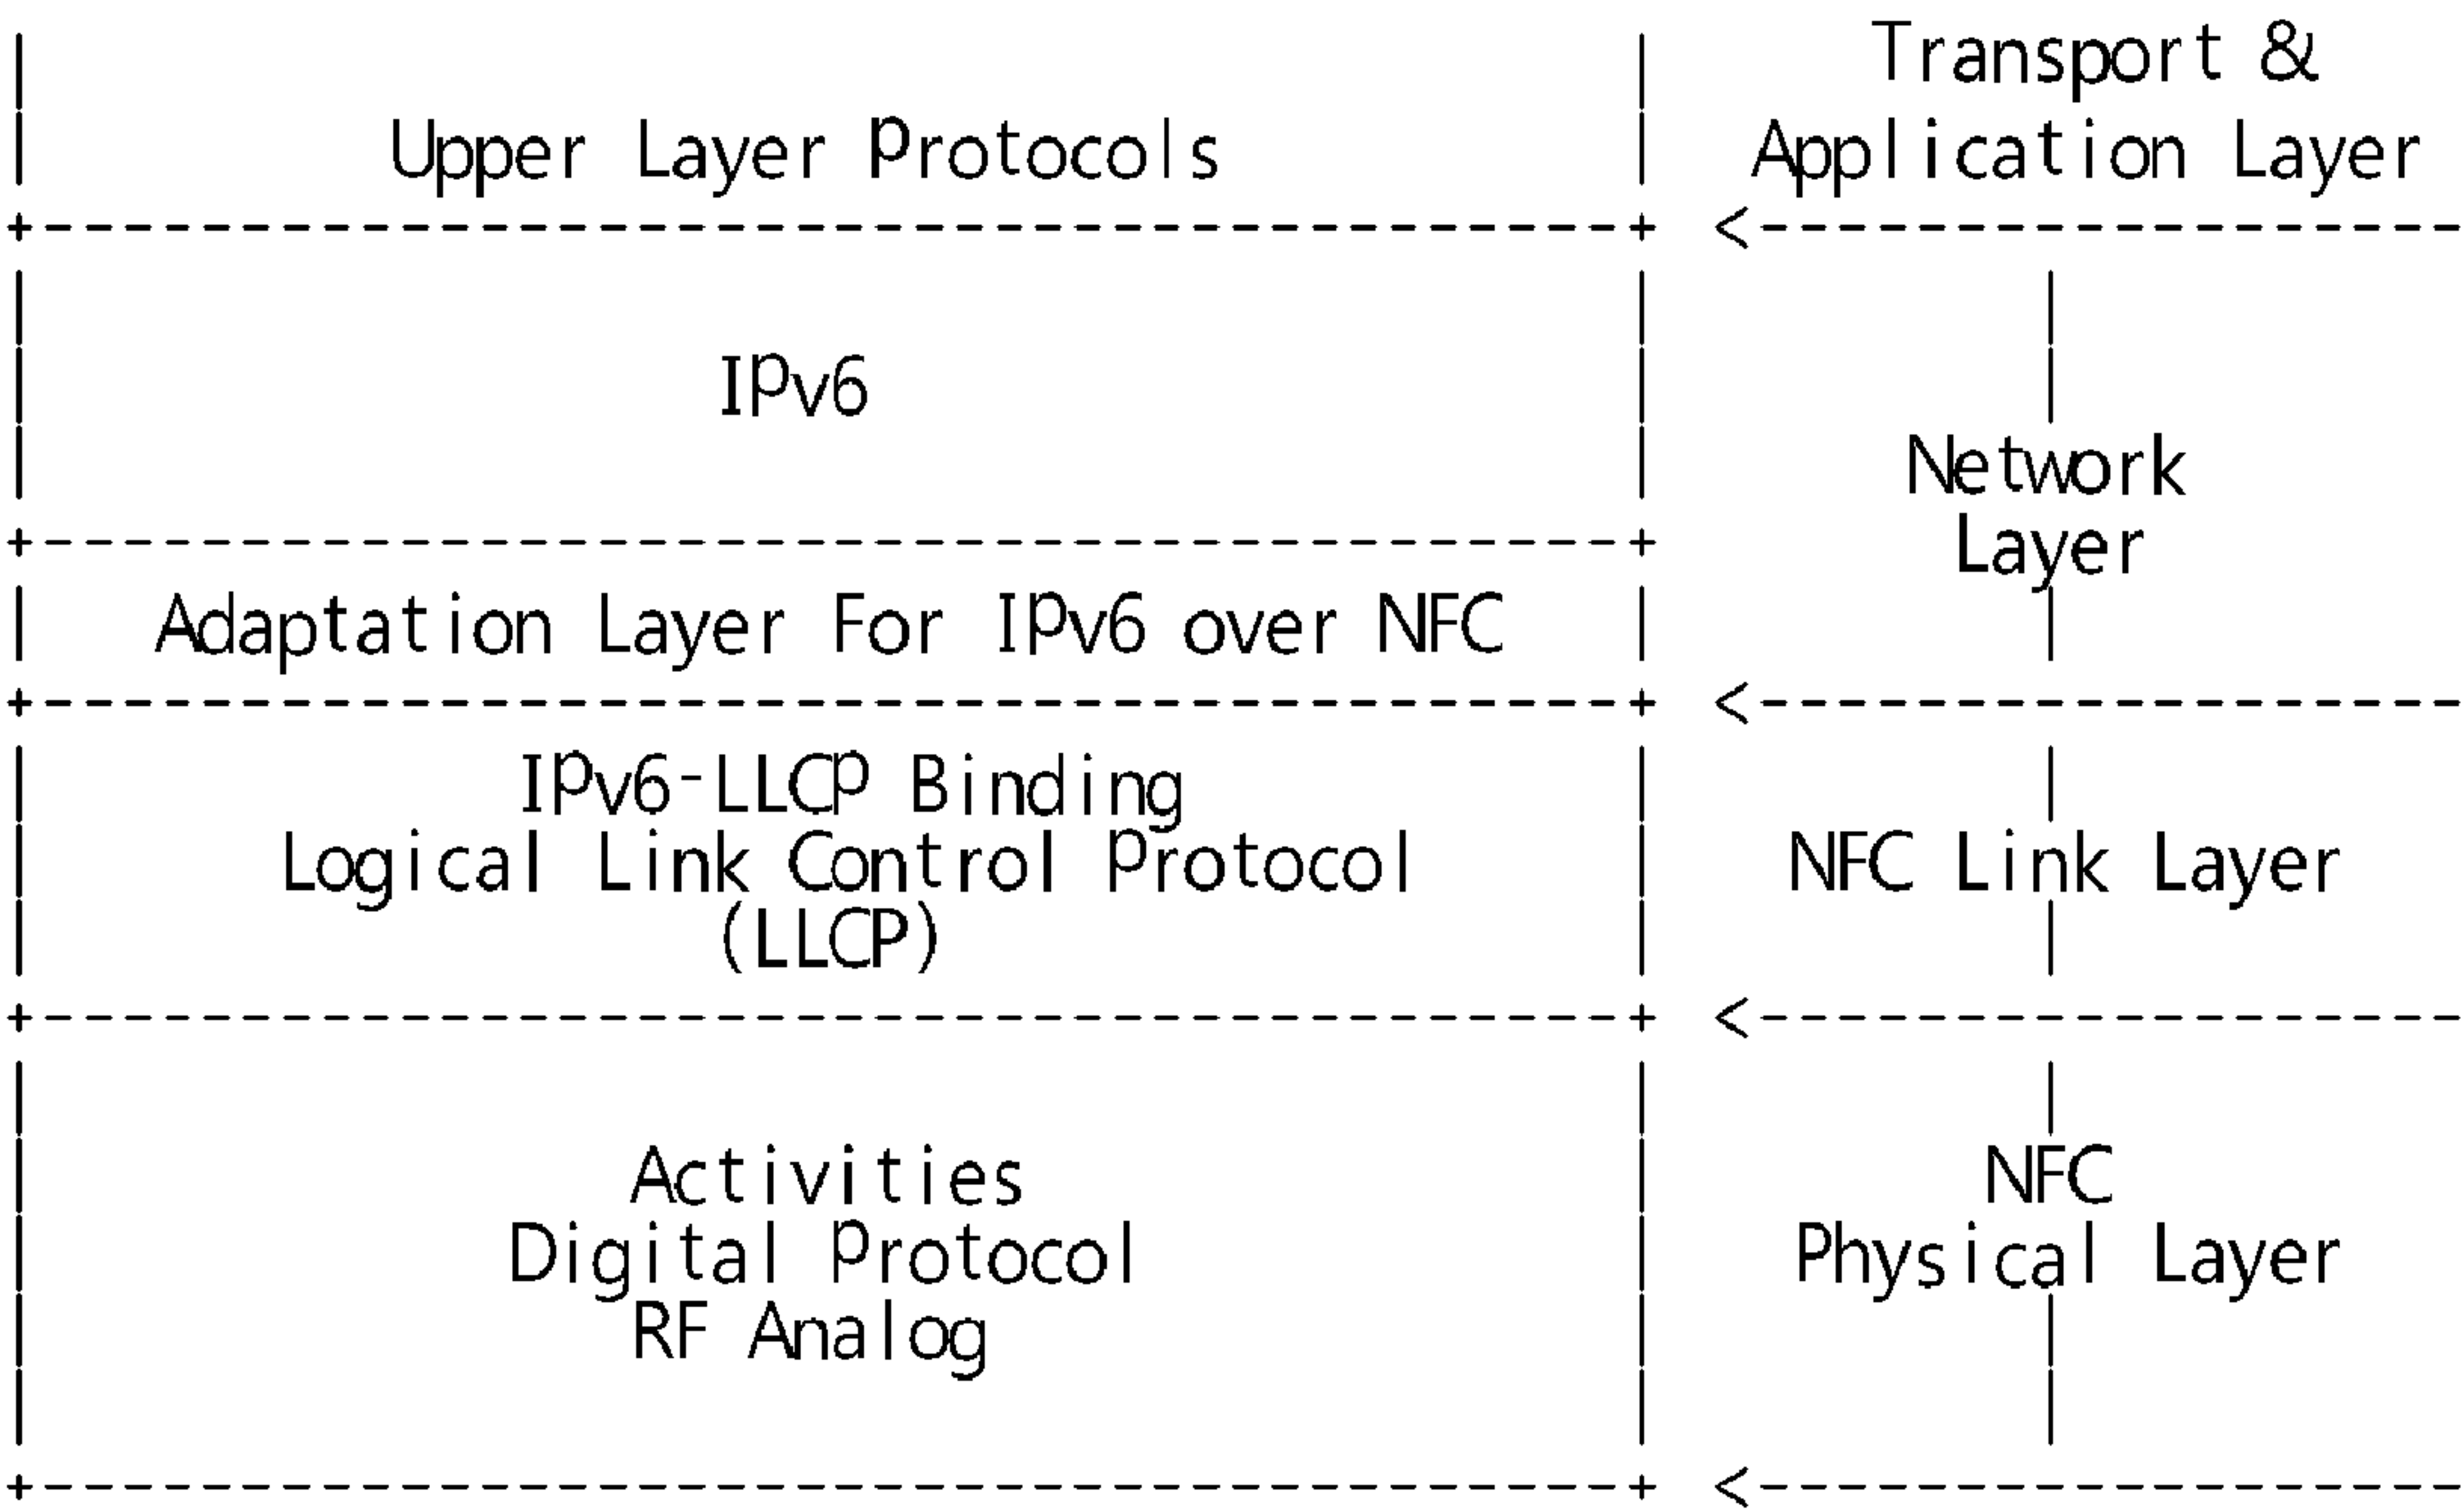 Transport &
Upper Layer Protocols Application Layer
IPv6
Network
Layer
Adaptation Layer For IPv6 over NFC
IPv6-LLCP Binding
Logical Link Control Protocol NFC Link Layer
(LLCP)
Activities NFC
Digital Protocol Physical Layer
RF Analog